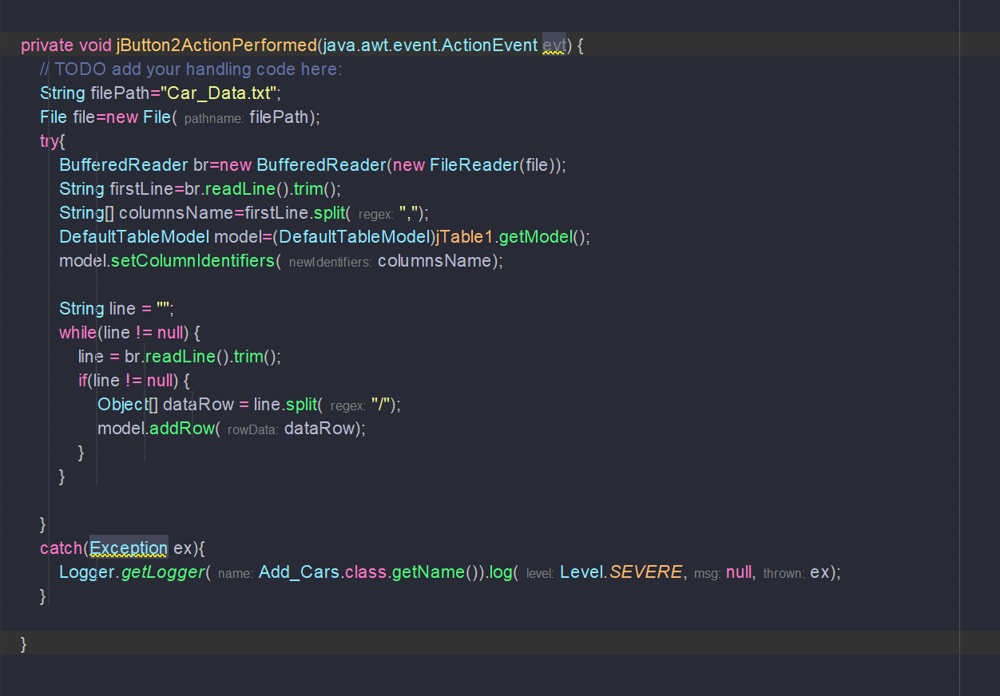 private void jButton2ActionPerformed(java.awt.event.ActionEvent evt) {
// TODO add your handling code here:
String filePath="Car_Data.txt";
File file=new File( pathname: filePath);
try{
BufferedReader br=new BufferedReader(new FileReader(file));
String firstLine=br.readLine().trim();
String[] columnsName=firstLine.split( regex: ",");
DefaultTableModel model=(DefaultTableModel)jTable1.getModel();
model.setColumnIdentifiers( newIdentifiers: columnsName);
String line = "";
while(line != null) {
line = br.readLine().trim();
if(line != null) {
Object[] dataRow = line.split( regex: "/");
model.addRow( rowData: dataRow);
}
}
}
catch(Exception ex){
Logger.getLogger( name: Add_Cars.class.getName()).log( level: Level.SEVERE, msg: null, thrown: ex);
}
}